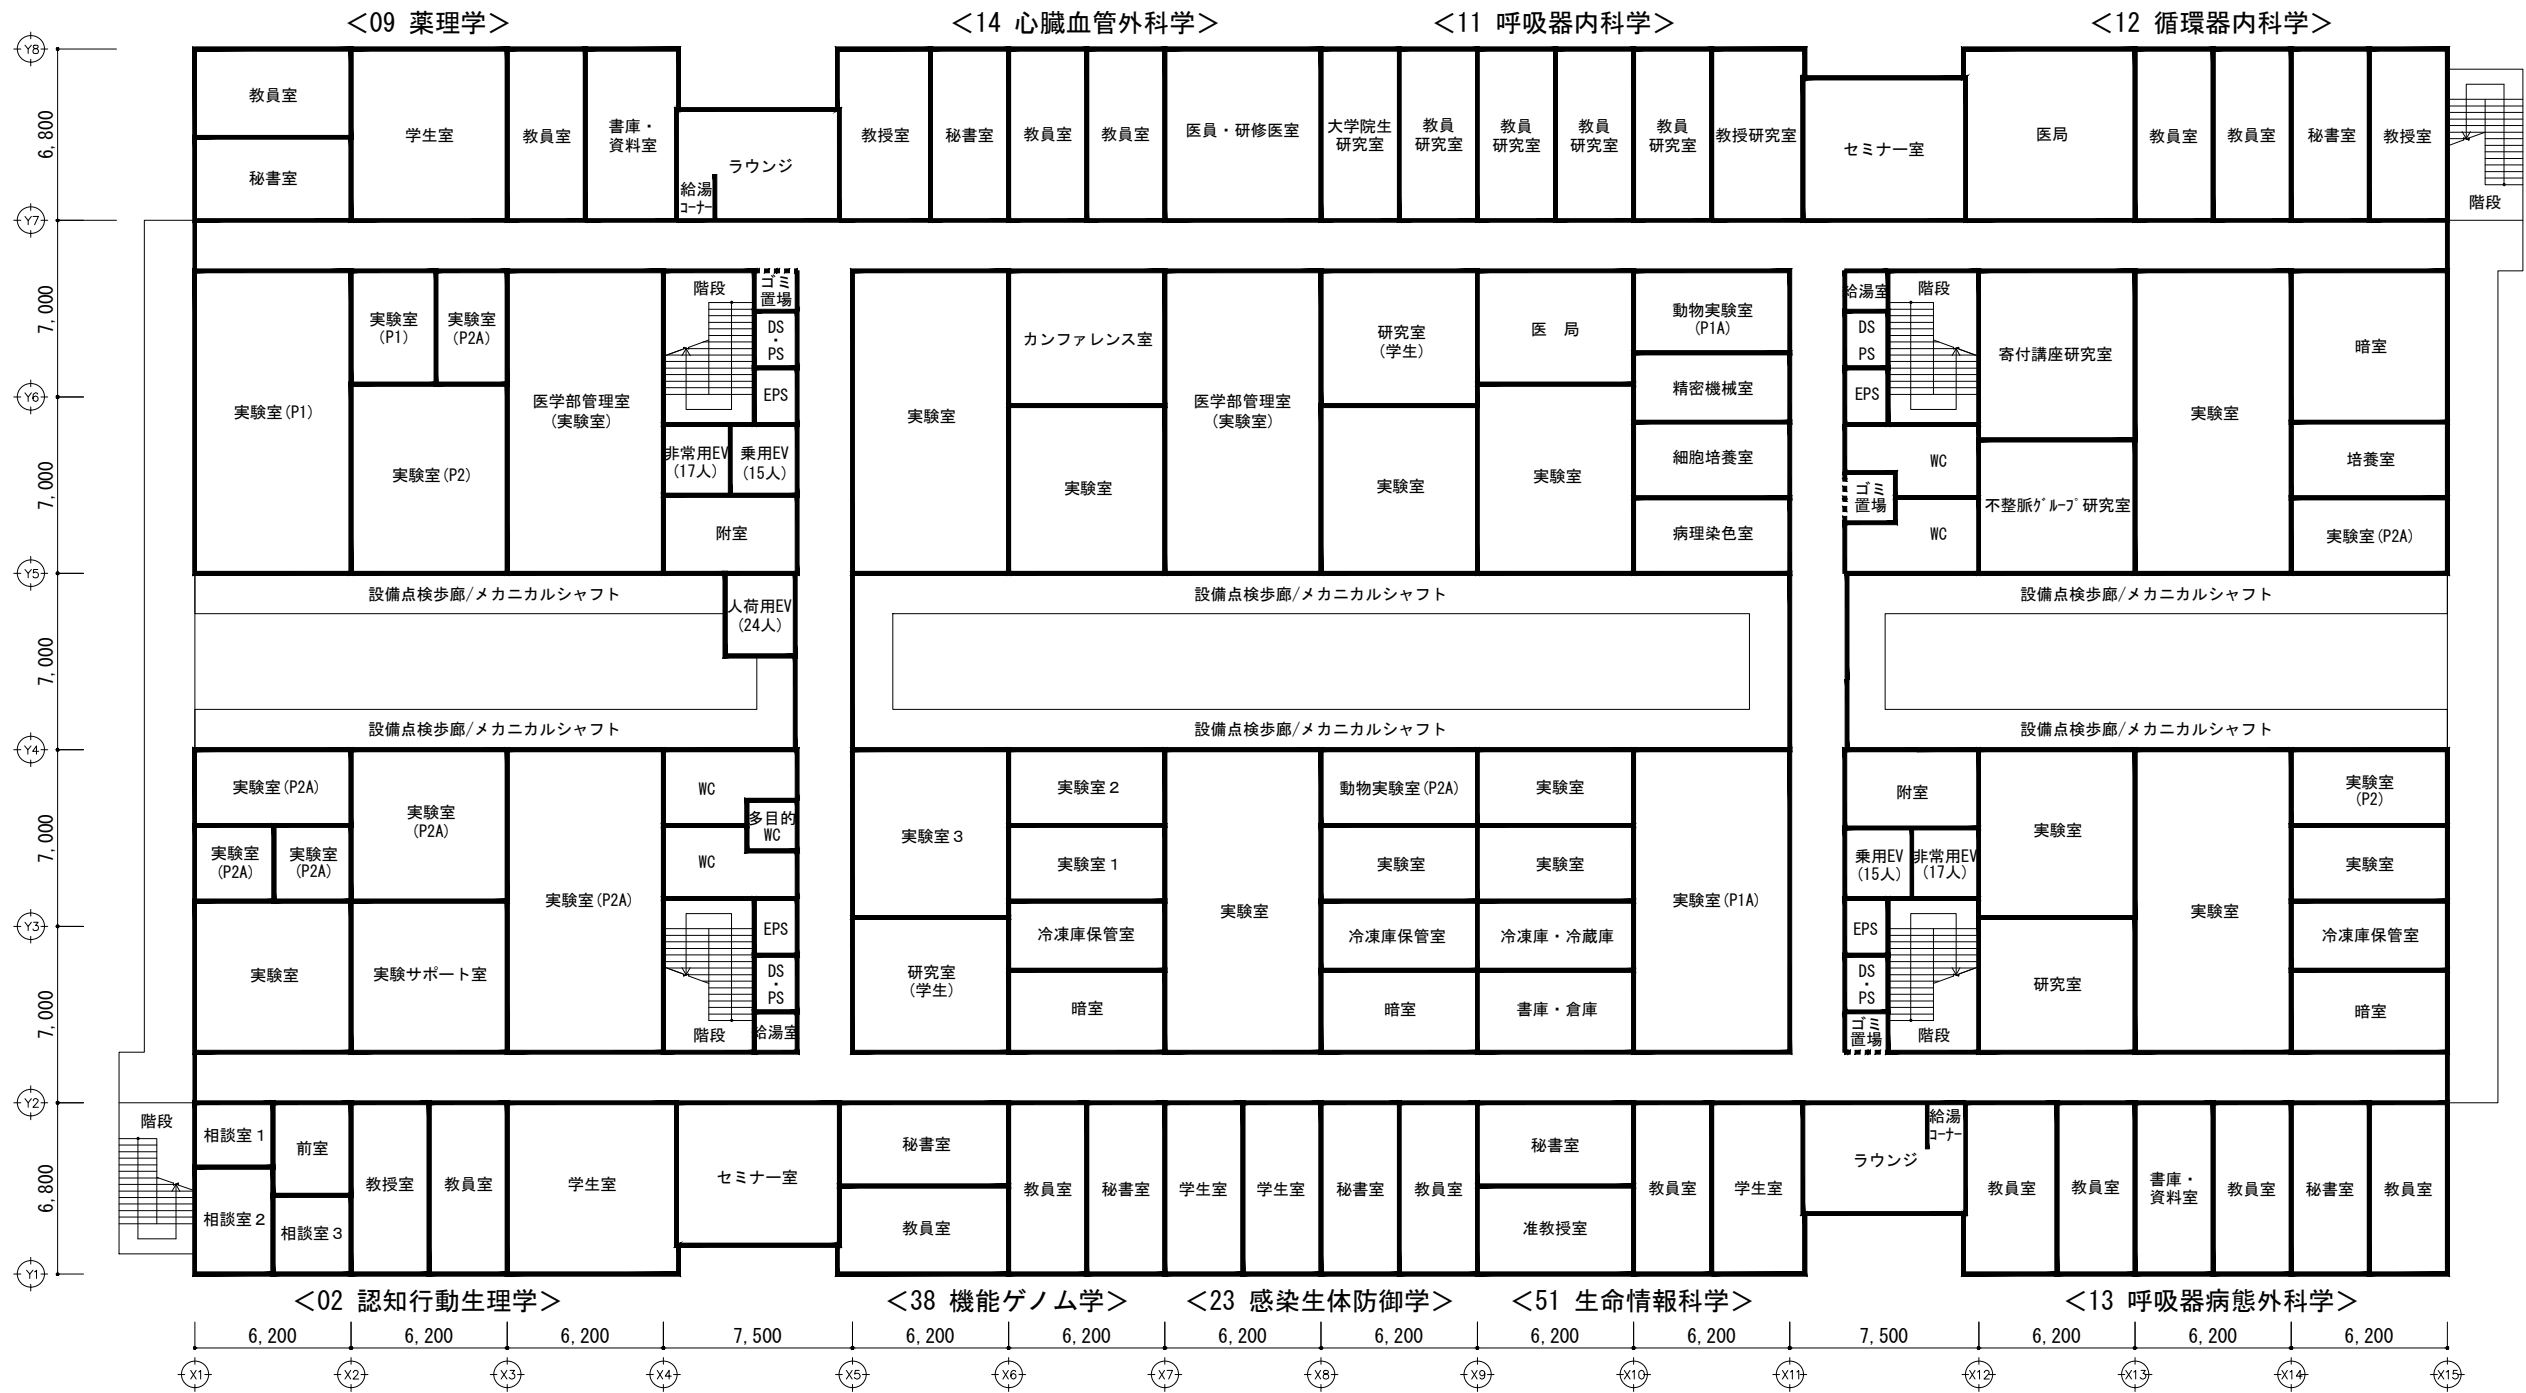 <09 薬理学>
<14 心臓血管外科学>
<11 呼吸器内科学>
<12 循環器内科学>
Y8
6,800
Y7
7,000
Y6
7,000
Y5
7,000
Y4
7,000
Y3
7,000
Y2
6,800
Y1
教員室
秘書室
学生室
教員室
書庫・
資料室
給湯
コーナー
ラウンジ
教授室
秘書室
教員室
教員室
医員・研修医室
大学院生
研究室
教員
研究室
教員
研究室
教員
研究室
教員
研究室
教授研究室
セミナー室
医局
教員室
教員室
秘書室
教授室
階段
実験室(P1)
実験室
(P1)
実験室
(P2A)
実験室(P2)
医学部管理室
(実験室)
階段
ゴミ
置場
DS
・
PS
EPS
非常用EV
(17人)
乗用EV
(15人)
附室
実験室
カンファレンス室
実験室
医学部管理室
(実験室)
研究室
(学生)
実験室
医 局
実験室
動物実験室
(P1A)
精密機械室
細胞培養室
病理染色室
給湯室
DS
・
PS
EPS
階段
WC
ゴミ
置場
WC
寄付講座研究室
不整脈グループ研究室
実験室
暗室
培養室
実験室(P2A)
設備点検歩廊/メカニカルシャフト
人荷用EV
(24人)
設備点検歩廊/メカニカルシャフト
設備点検歩廊/メカニカルシャフト
設備点検歩廊/メカニカルシャフト
設備点検歩廊/メカニカルシャフト
設備点検歩廊/メカニカルシャフト
実験室(P2A)
実験室
(P2A)
実験室
(P2A)
実験室
実験室
(P2A)
実験サポート室
実験室(P2A)
WC
多目的
WC
WC
EPS
DS
・
PS
給湯室
階段
実験室3
研究室
(学生)
実験室2
実験室1
冷凍庫保管室
暗室
実験室
動物実験室(P2A)
実験室
冷凍庫保管室
暗室
実験室
実験室
冷凍庫・冷蔵庫
書庫・倉庫
実験室(P1A)
附室
乗用EV
(15人)
非常用EV
(17人)
EPS
DS
・
PS
ゴミ
置場
階段
実験室
研究室
実験室
実験室
(P2)
実験室
冷凍庫保管室
暗室
階段
相談室1
相談室2
前室
相談室3
教授室
教員室
学生室
セミナー室
秘書室
教員室
教員室
秘書室
学生室
学生室
秘書室
教員室
秘書室
准教授室
教員室
学生室
ラウンジ
給湯
コーナー
教員室
教員室
書庫・
資料室
教員室
秘書室
教員室
<02 認知行動生理学>
<38 機能ゲノム学>
<23 感染生体防御学>
<51 生命情報科学>
<13 呼吸器病態外科学>
6,200
6,200
6,200
7,500
6,200
6,200
6,200
6,200
6,200
6,200
7,500
6,200
6,200
6,200
X1
X2
X3
X4
X5
X6
X7
X8
X9
X10
X11
X12
X13
X14
X15